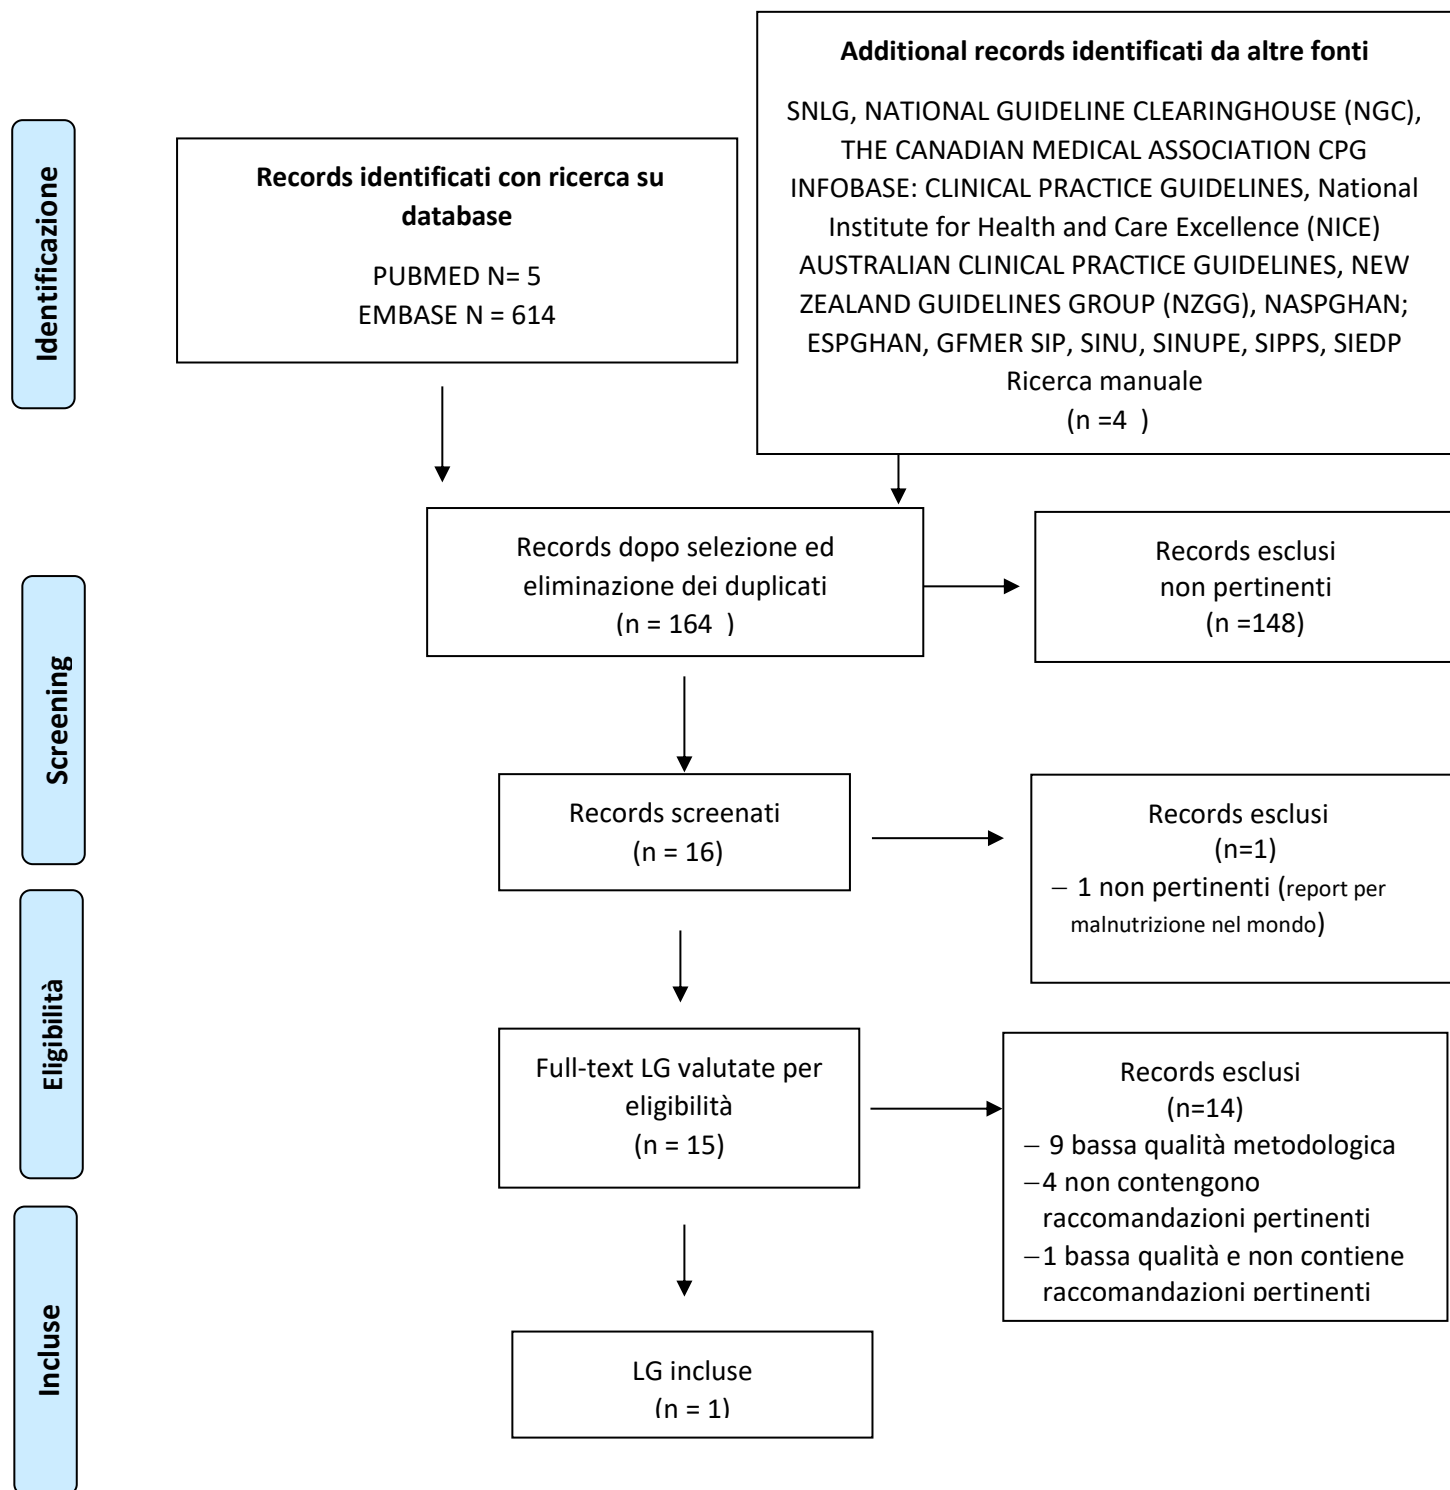 Additional records identificati da altre fonti
SNLG, NATIONAL GUIDELINE CLEARINGHOUSE (NGC),
THE CANADIAN MEDICAL ASSOCIATION CPG
INFOBASE: CLINICAL PRACTICE GUIDELINES, National
Institute for Health and Care Excellence (NICE)
AUSTRALIAN CLINICAL PRACTICE GUIDELINES, NEW
ZEALAND GUIDELINES GROUP (NZGG), NASPGHAN;
ESPGHAN, GFMER SIP, SINU, SINUPE, SIPPS, SIEDP
Ricerca manuale
(n =4  )
Identificazione
Records identificati con ricerca su
database
PUBMED N= 5
EMBASE N = 614
Records dopo selezione ed
eliminazione dei duplicati
(n = 164  )
Records esclusi
non pertinenti
(n =148)
Screening
Records screenati
(n = 16)
Records esclusi
(n=1)
– 1 non pertinenti (report per
malnutrizione nel mondo)
Eligibilità
Full-text LG valutate per
eligibilità
(n = 15)
Records esclusi
(n=14)
– 9 bassa qualità metodologica
–4 non contengono
raccomandazioni pertinenti
–1 bassa qualità e non contiene
raccomandazioni pertinenti
Incluse
LG incluse
(n = 1)